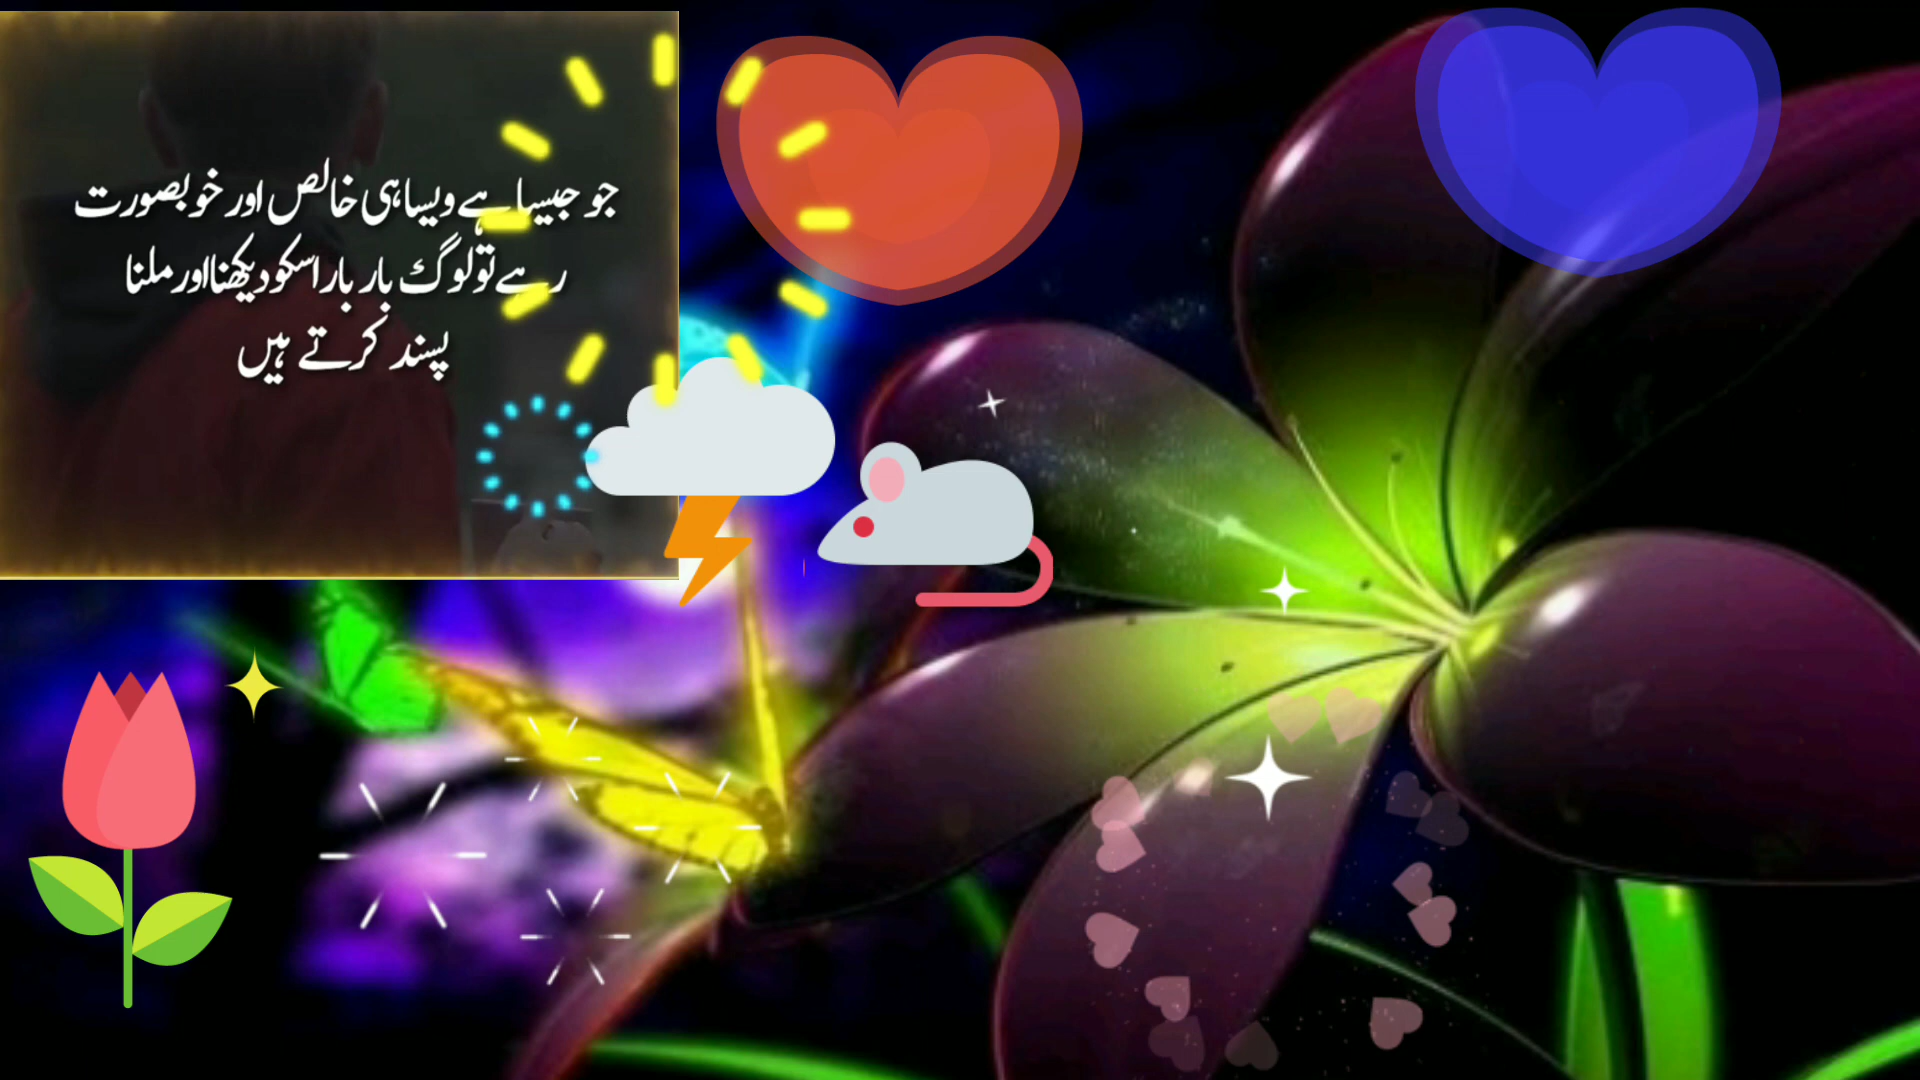 جو جیسا ہے ویسا ہی خالص اور خوبصورت
رہے تو لوگ بار بار اسکو دیکھنا اور ملنا
پسند کرتے ہیں